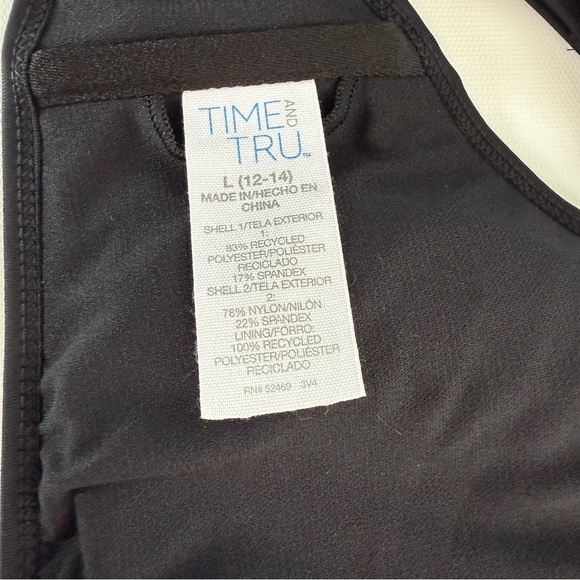 TIME AND
TRU™
L (12-14)
MADE IN/HECHO EN
CHINA
SHELL 1/TELA EXTERIOR
1:
83% RECYCLED
POLYESTER/POLIÉSTER
RECICLADO
17% SPANDEX
SHELL 2/TELA EXTERIOR
2:
78% NYLON/NILÓN
22% SPANDEX
LINING/FORRO:
100% RECYCLED
POLYESTER/POLIÉSTER
RECICLADO
RN# 52469 3V4